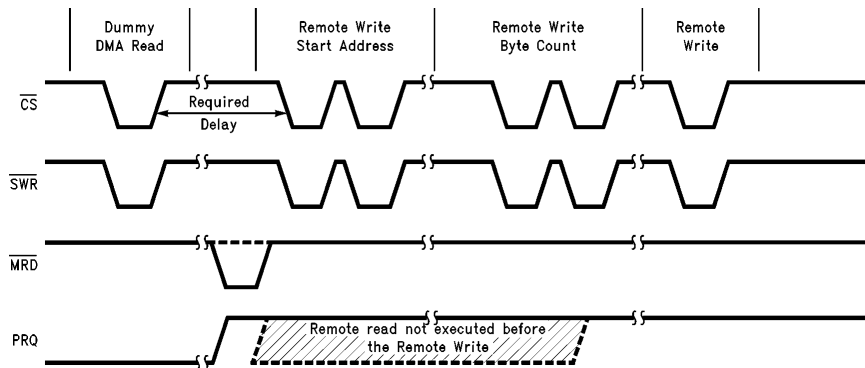 Dummy
DMA Read
Remote Write
Start Address
Remote Write
Byte Count
Remote
Write
CS
Required
Delay
SWR
MRD
PRQ
Remote read not executed before
the Remote Write